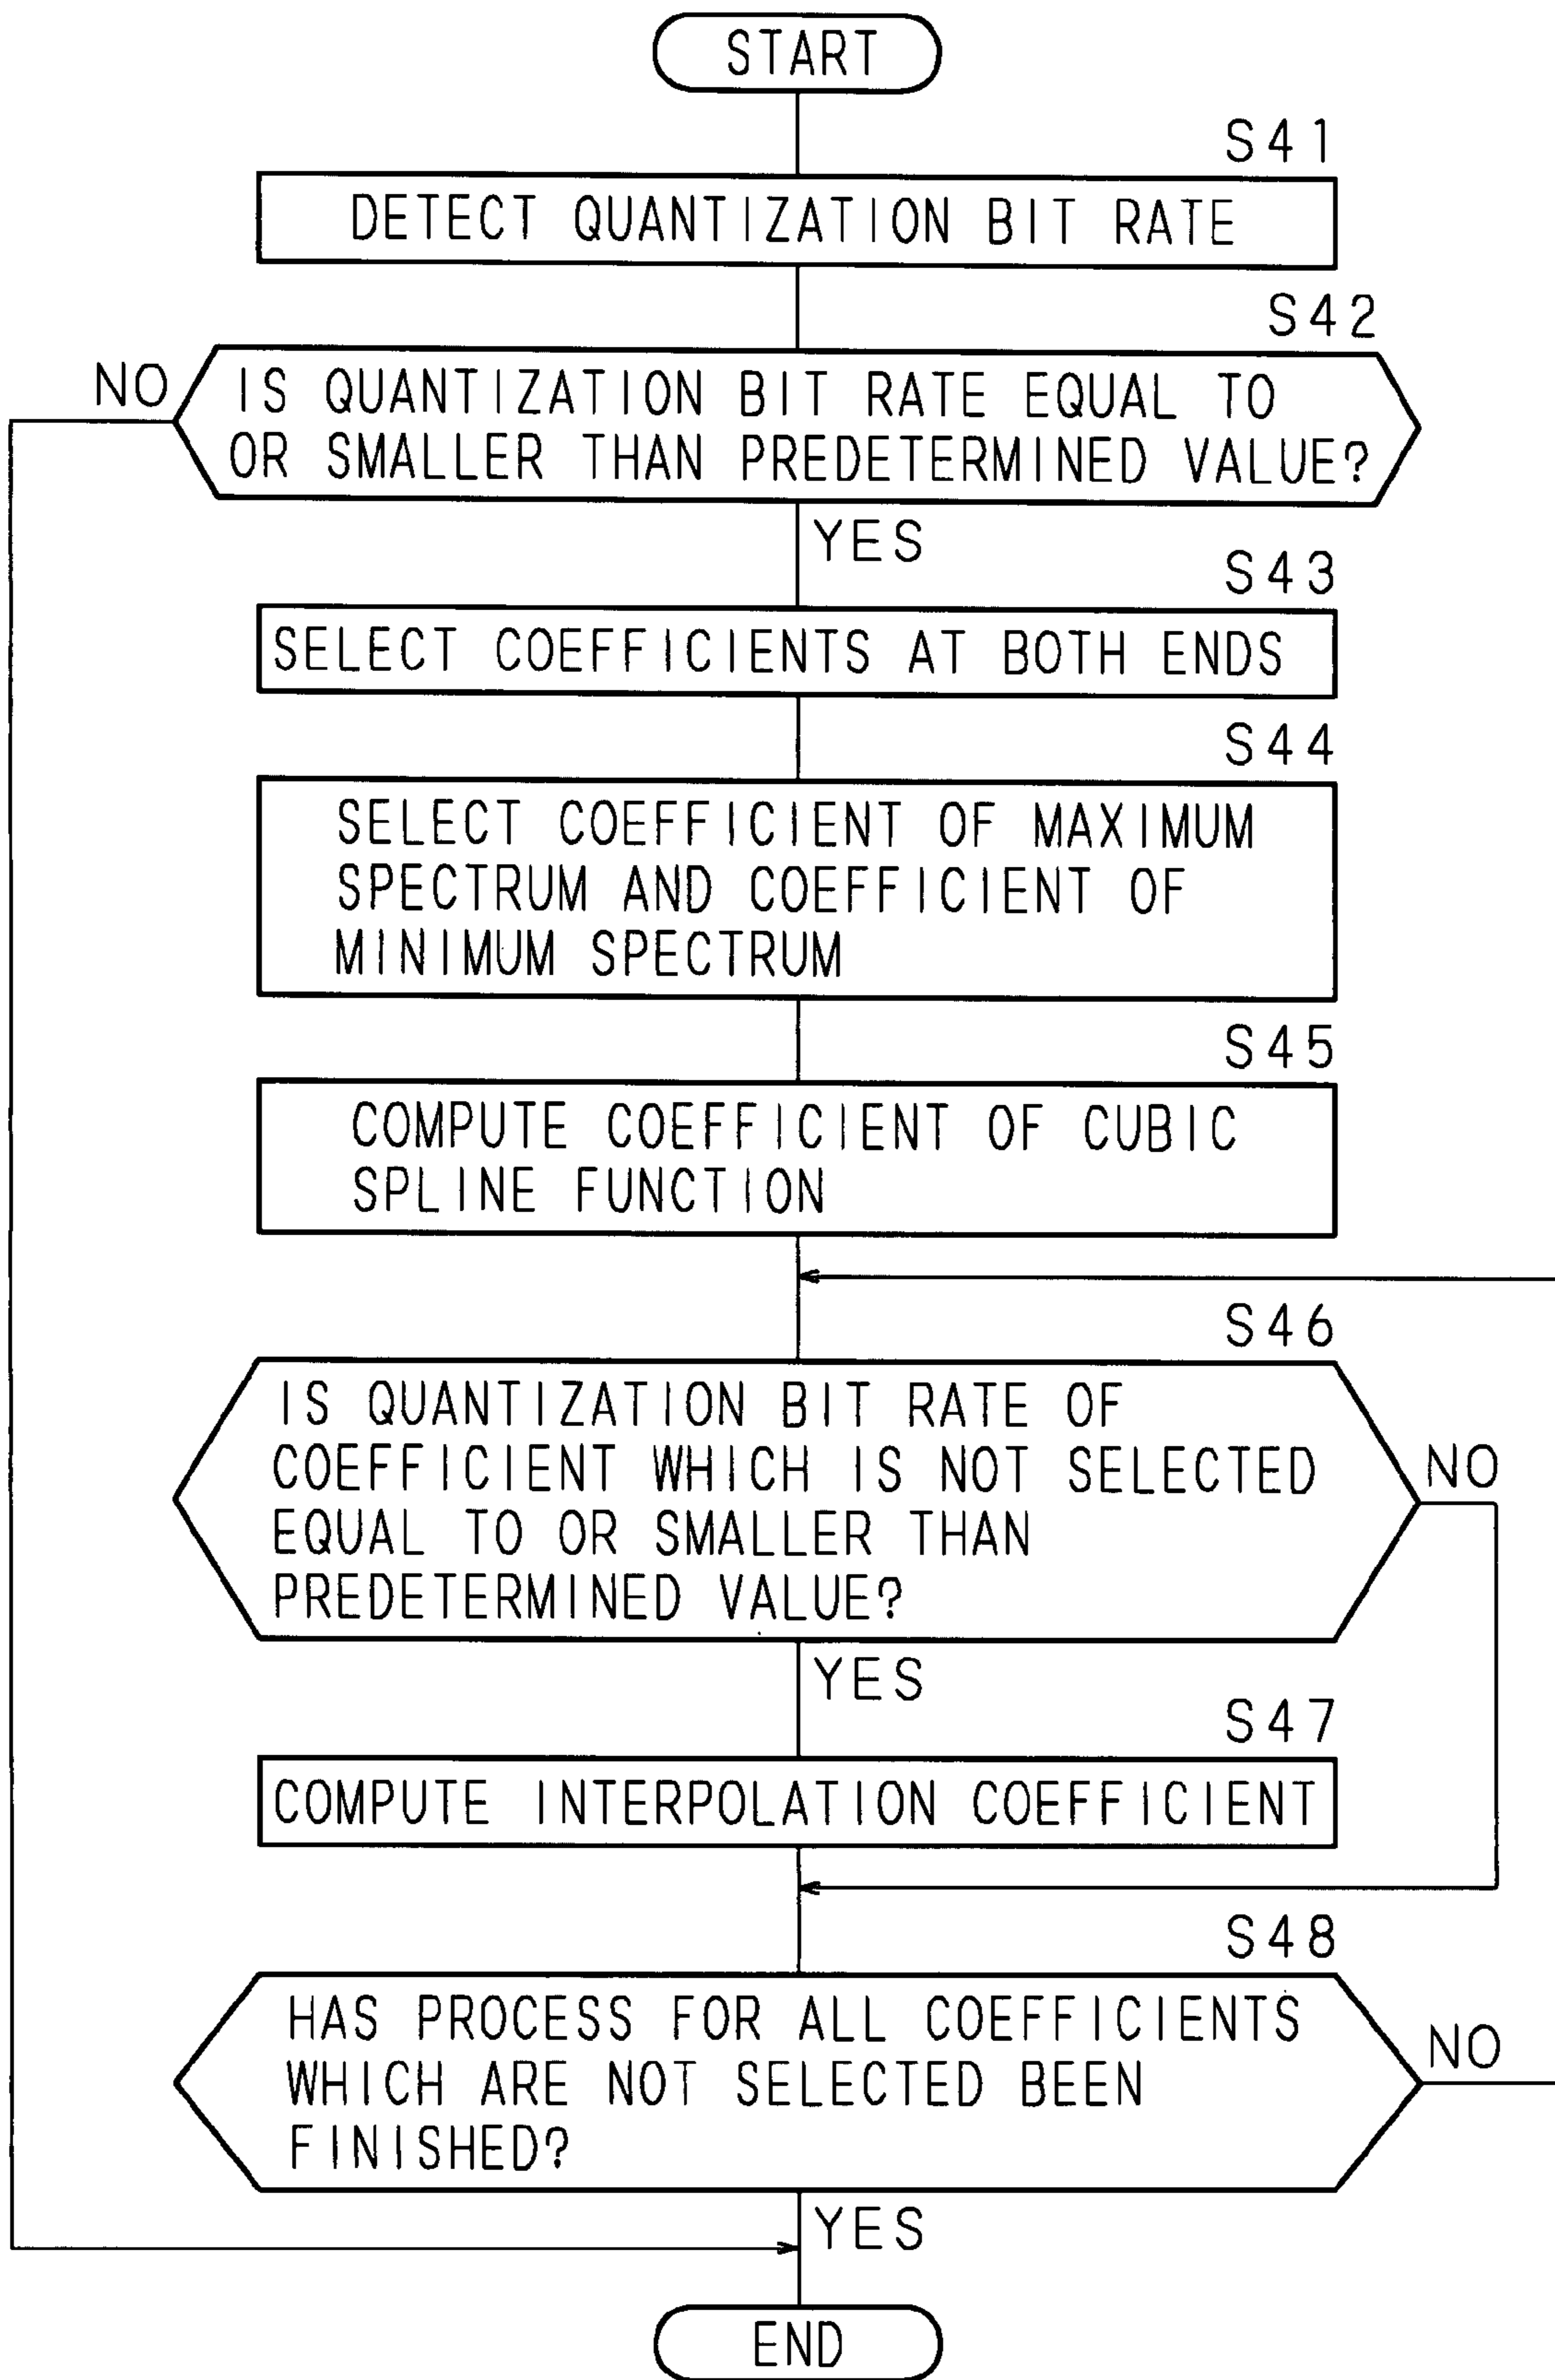 START
S41
DETECT QUANTIZATION BIT RATE
S42
NO
IS QUANTIZATION BIT RATE EQUAL TO
OR SMALLER THAN PREDETERMINED VALUE?
YES
S43
SELECT COEFFICIENTS AT BOTH ENDS
S44
SELECT COEFFICIENT OF MAXIMUM
SPECTRUM AND COEFFICIENT OF
MINIMUM SPECTRUM
S45
COMPUTE COEFFICIENT OF CUBIC
SPLINE FUNCTION
S46
IS QUANTIZATION BIT RATE OF
COEFFICIENT WHICH IS NOT SELECTED
EQUAL TO OR SMALLER THAN
PREDETERMINED VALUE?
NO
YES
S47
COMPUTE INTERPOLATION COEFFICIENT
S48
HAS PROCESS FOR ALL COEFFICIENTS
WHICH ARE NOT SELECTED BEEN
FINISHED?
NO
YES
END